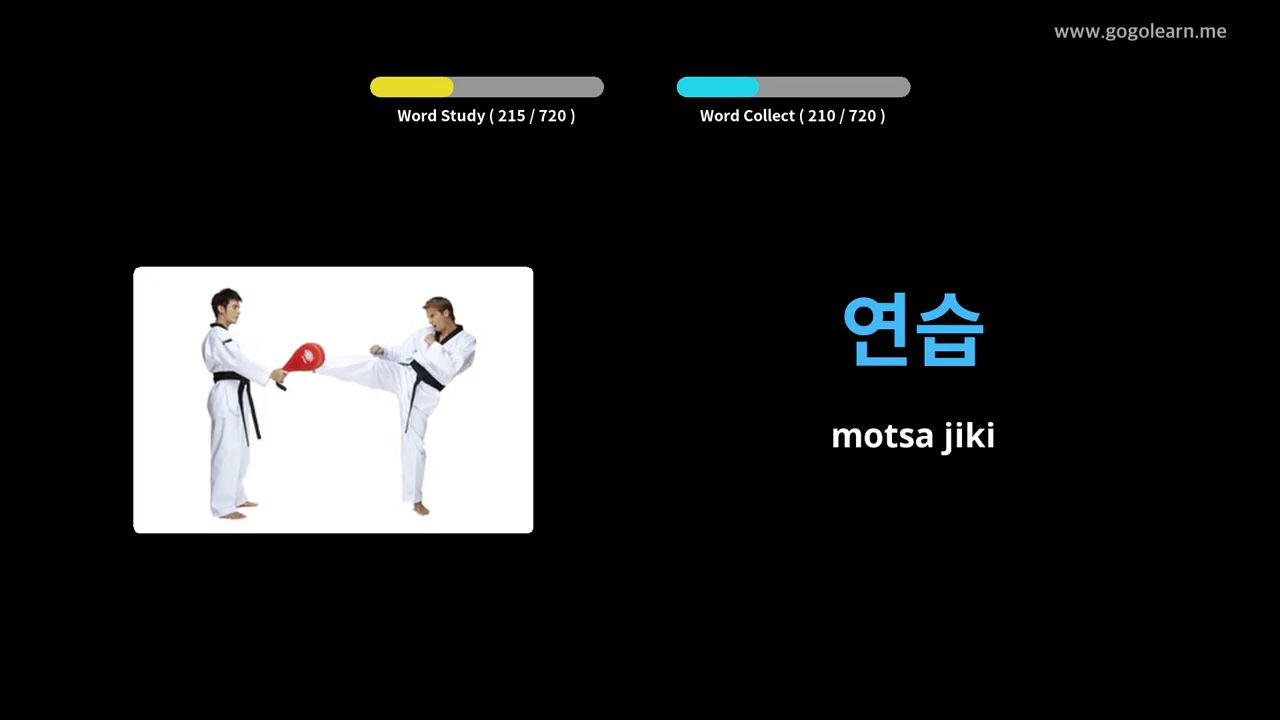 www.gogolearn.me
Word Study ( 215 / 720 )
Word Collect ( 210 / 720 )
연습
motsa jiki